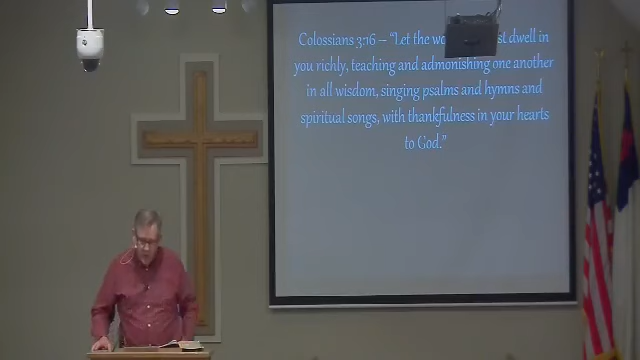 Colossians 3:16 – “Let the dwell in
you richly, teaching and admonishing one another
in all wisdom, singing psalms and hymns and
spiritual songs, with thankfulness in your hearts
to God.”